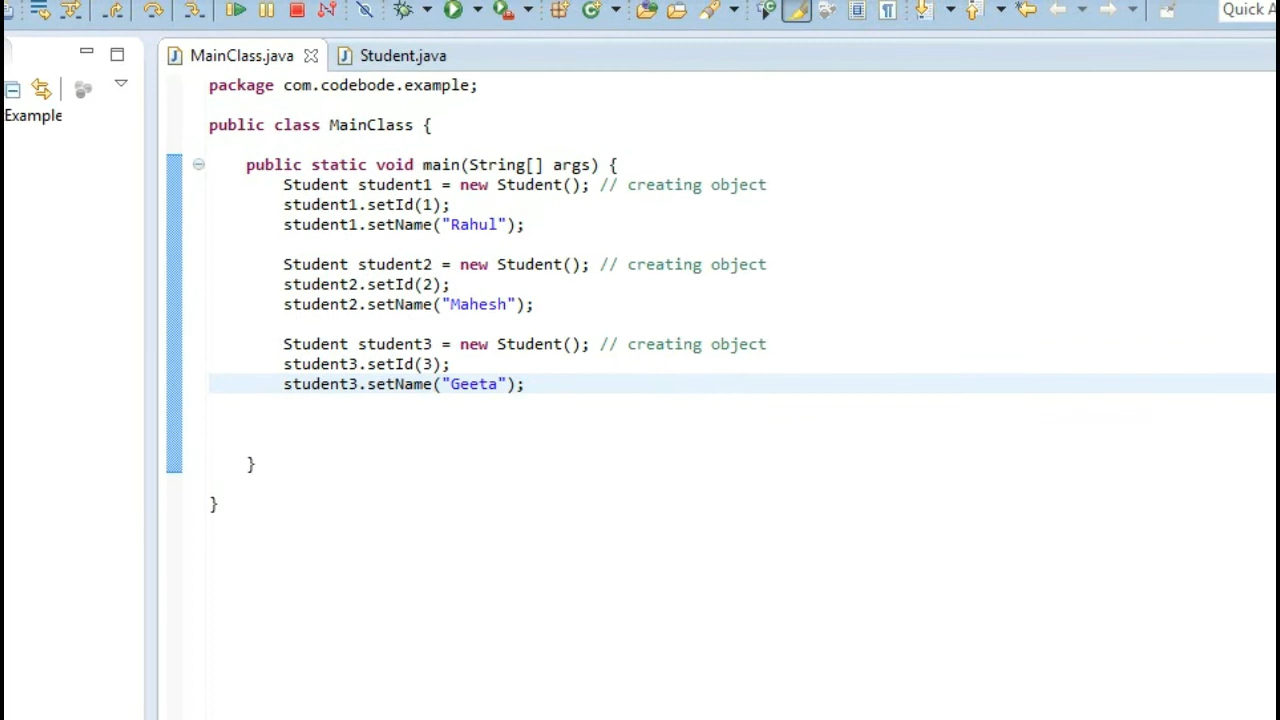 Quick A
MainClass.java
Student.java
Example
package com.codebode.example;
public class MainClass {
public static void main(String[] args) {
Student student1 = new Student(); // creating object
student1.setId(1);
student1.setName("Rahul");
Student student2 = new Student(); // creating object
student2.setId(2);
student2.setName("Mahesh");
Student student3 = new Student(); // creating object
student3.setId(3);
student3.setName("Geeta");
}
}